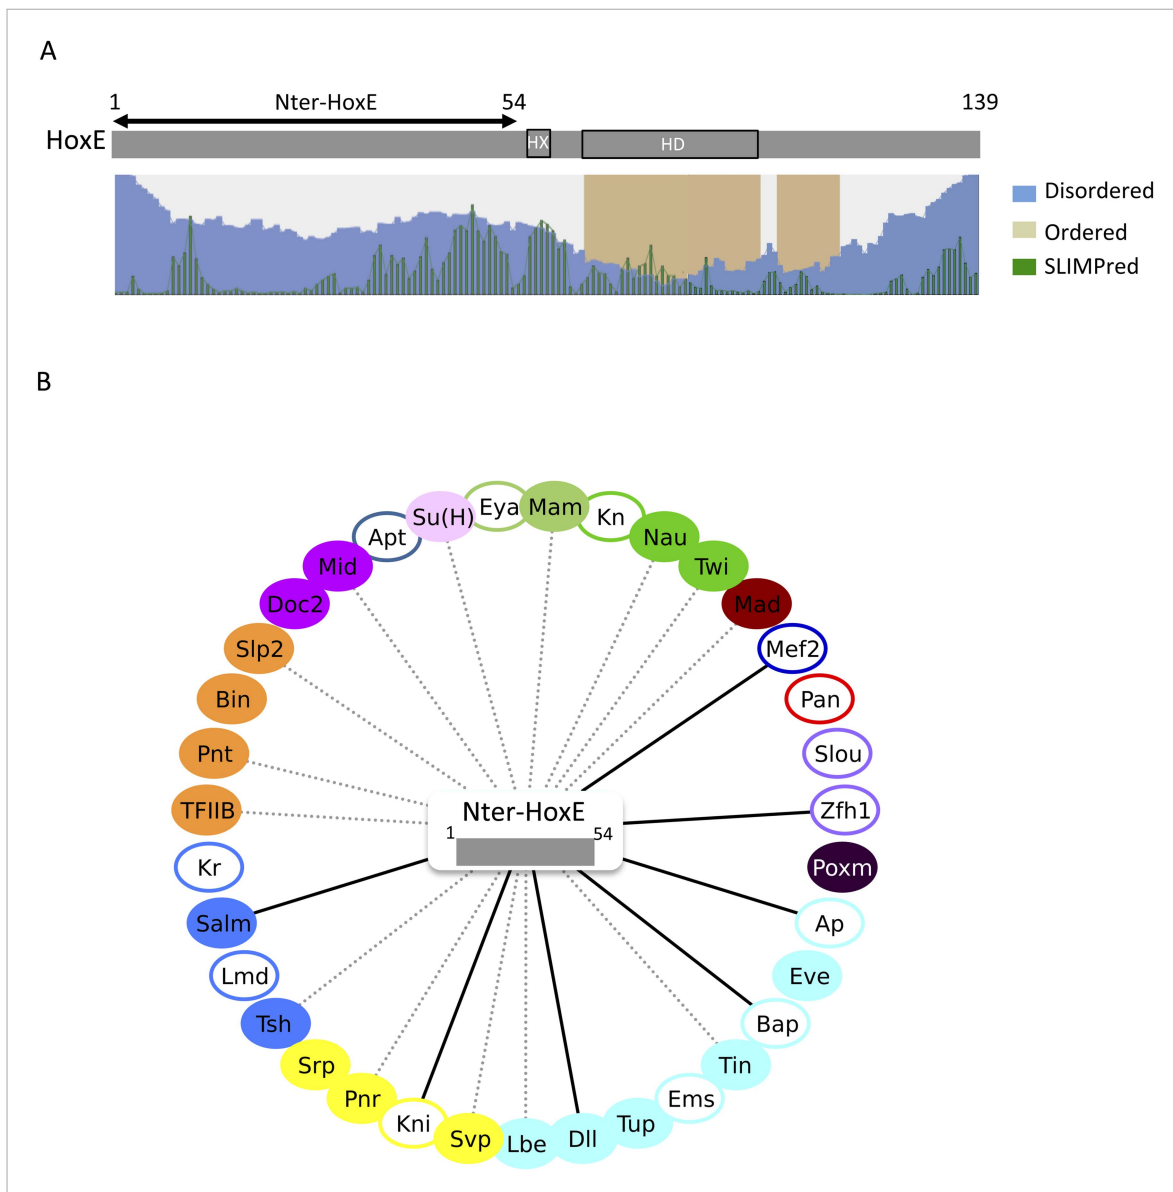 A
1 Nter-HoxE 54 139
HoxE HX HD
Disordered
Ordered
SLIMPred
B
Eya Mam
Su(H) Kn
Apt Nau
Mid Twi
Doc2 Mad
Slp2 Mef2
Bin Pan
Pnt Slou
TFIIB Nter-HoxE Zfh1
1 54
Kr Poxm
Salm Ap
Lmd Eve
Tsh Bap
Srp Tin
Pnr Ems
Kni Tup
Svp Lbe Dll